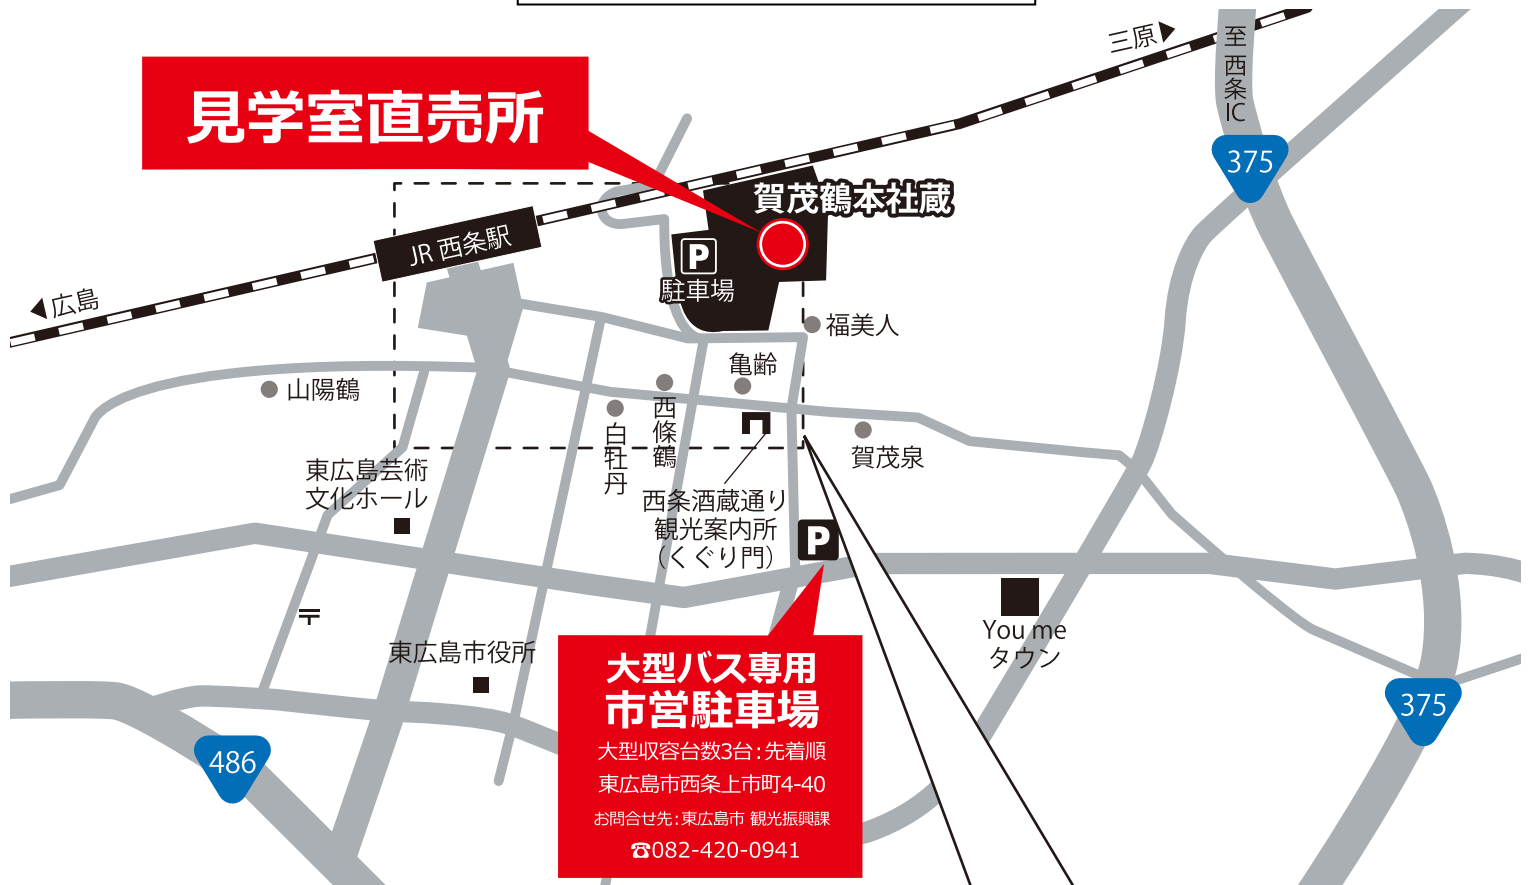 三原
至
西条
IC
見学室直売所
375
賀茂鶴本社蔵
JR 西条駅
P
駐車場
広島
福美人
亀齢
山陽鶴
西條鶴
白牡丹
賀茂泉
東広島芸術
文化ホール
西条酒蔵通り
観光案内所
（くぐり門）
P
〒
You me
タウン
東広島市役所
大型バス専用
市営駐車場
大型収容台数3台：先着順
東広島市西条上市町4-40
お問合せ先：東広島市 観光振興課
☎082-420-0941
375
486